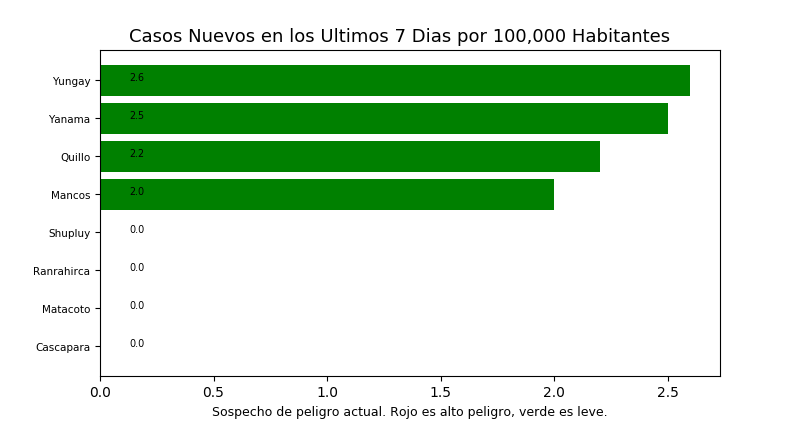 Casos Nuevos en los Ultimos 7 Dias por 100,000 Habitantes
Yungay 2.6
Yanama 2.5
Quillo 2.2
Mancos 2.0
Shupluy 0.0
Ranrahirca 0.0
Matacoto 0.0
Cascapara 0.0
0.0 0.5 1.0 1.5 2.0 2.5
Sospecho de peligro actual. Rojo es alto peligro, verde es leve.